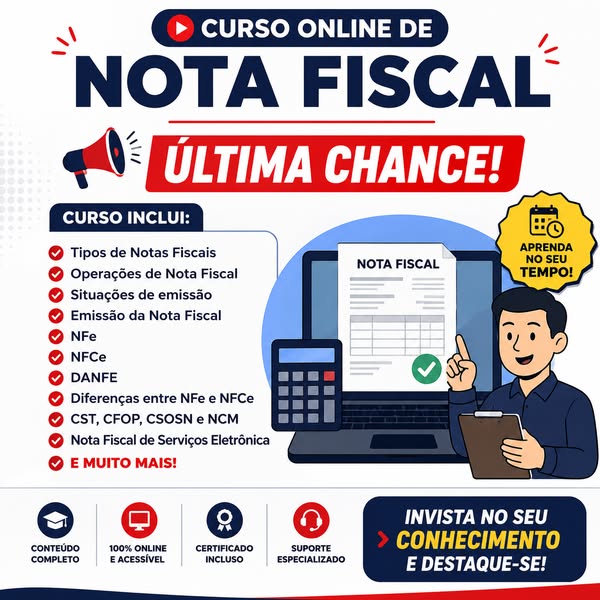 CURSO ONLINE DE
NOTA FISCAL
ÚLTIMA CHANCE!
CURSO INCLUI:
Tipos de Notas Fiscais
Operações de Nota Fiscal
Situações de emissão
Emissão da Nota Fiscal
NFe
NFCe
DANFE
Diferenças entre NFe e NFCe
CST, CFOP, CSOSN e NCM
Nota Fiscal de Serviços Eletrônica
E MUITO MAIS!
NOTA FISCAL
APRENDA
NO SEU
TEMPO!
CONTEÚDO
COMPLETO
100% ONLINE
E ACESSÍVEL
CERTIFICADO
INCLUSO
SUPORTE
ESPECIALIZADO
INVISTA NO SEU
CONHECIMENTO
E DESTAQUE-SE!